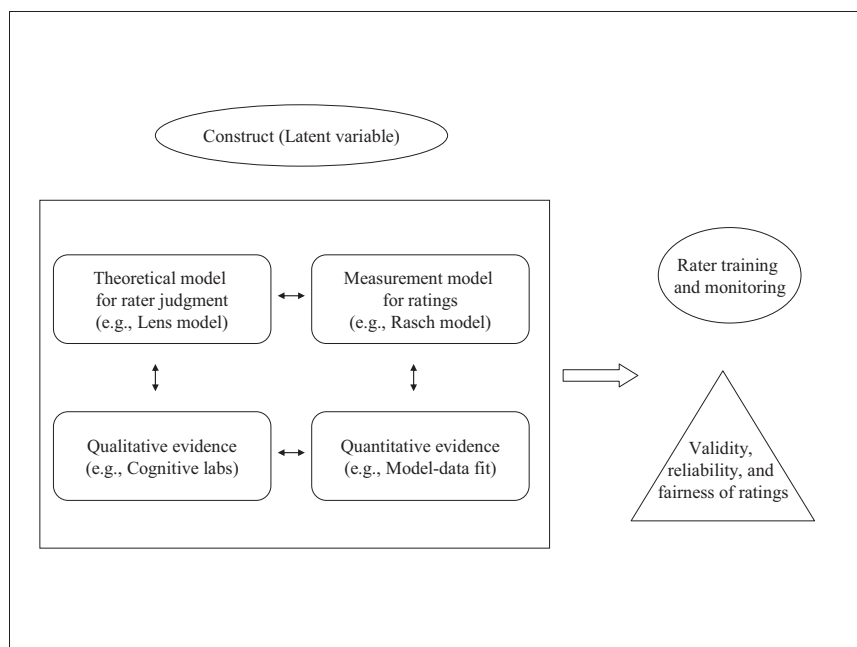 Construct (Latent variable)
Theoretical model
for rater judgment
(e.g., Lens model)
Measurement model
for ratings
(e.g., Rasch model)
Qualitative evidence
(e.g., Cognitive labs)
Quantitative evidence
(e.g., Model-data fit)
Rater training
and monitoring
Validity,
reliability, and
fairness of ratings